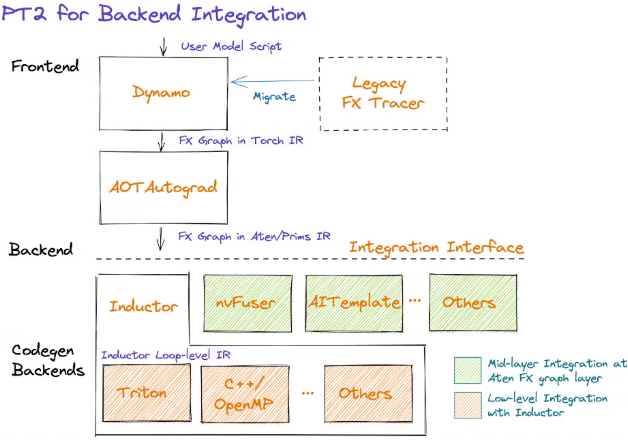 PT2 for Backend Integration
User Model Script
Frontend
Dynamo
Migrate
Legacy
FX Tracer
FX Graph in Torch IR
AOTAutograd
FX Graph in Aten/Prims IR
Backend
Integration Interface
Inductor
nvFuser
AITemplate
...
Others
Codegen
Backends
Inductor Loop-level IR
Triton
C++/
OpenMP
...
Others
Mid-layer Integration at
Aten FX graph layer
Low-level Integration
with Inductor